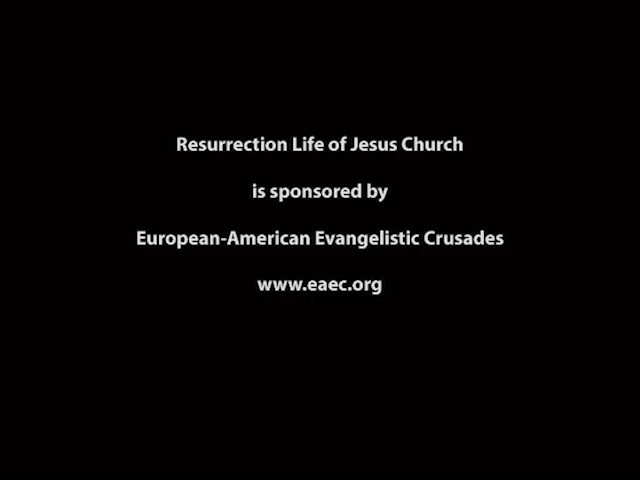 Resurrection Life of Jesus Church
is sponsored by
European-American Evangelistic Crusades
www.eaec.org